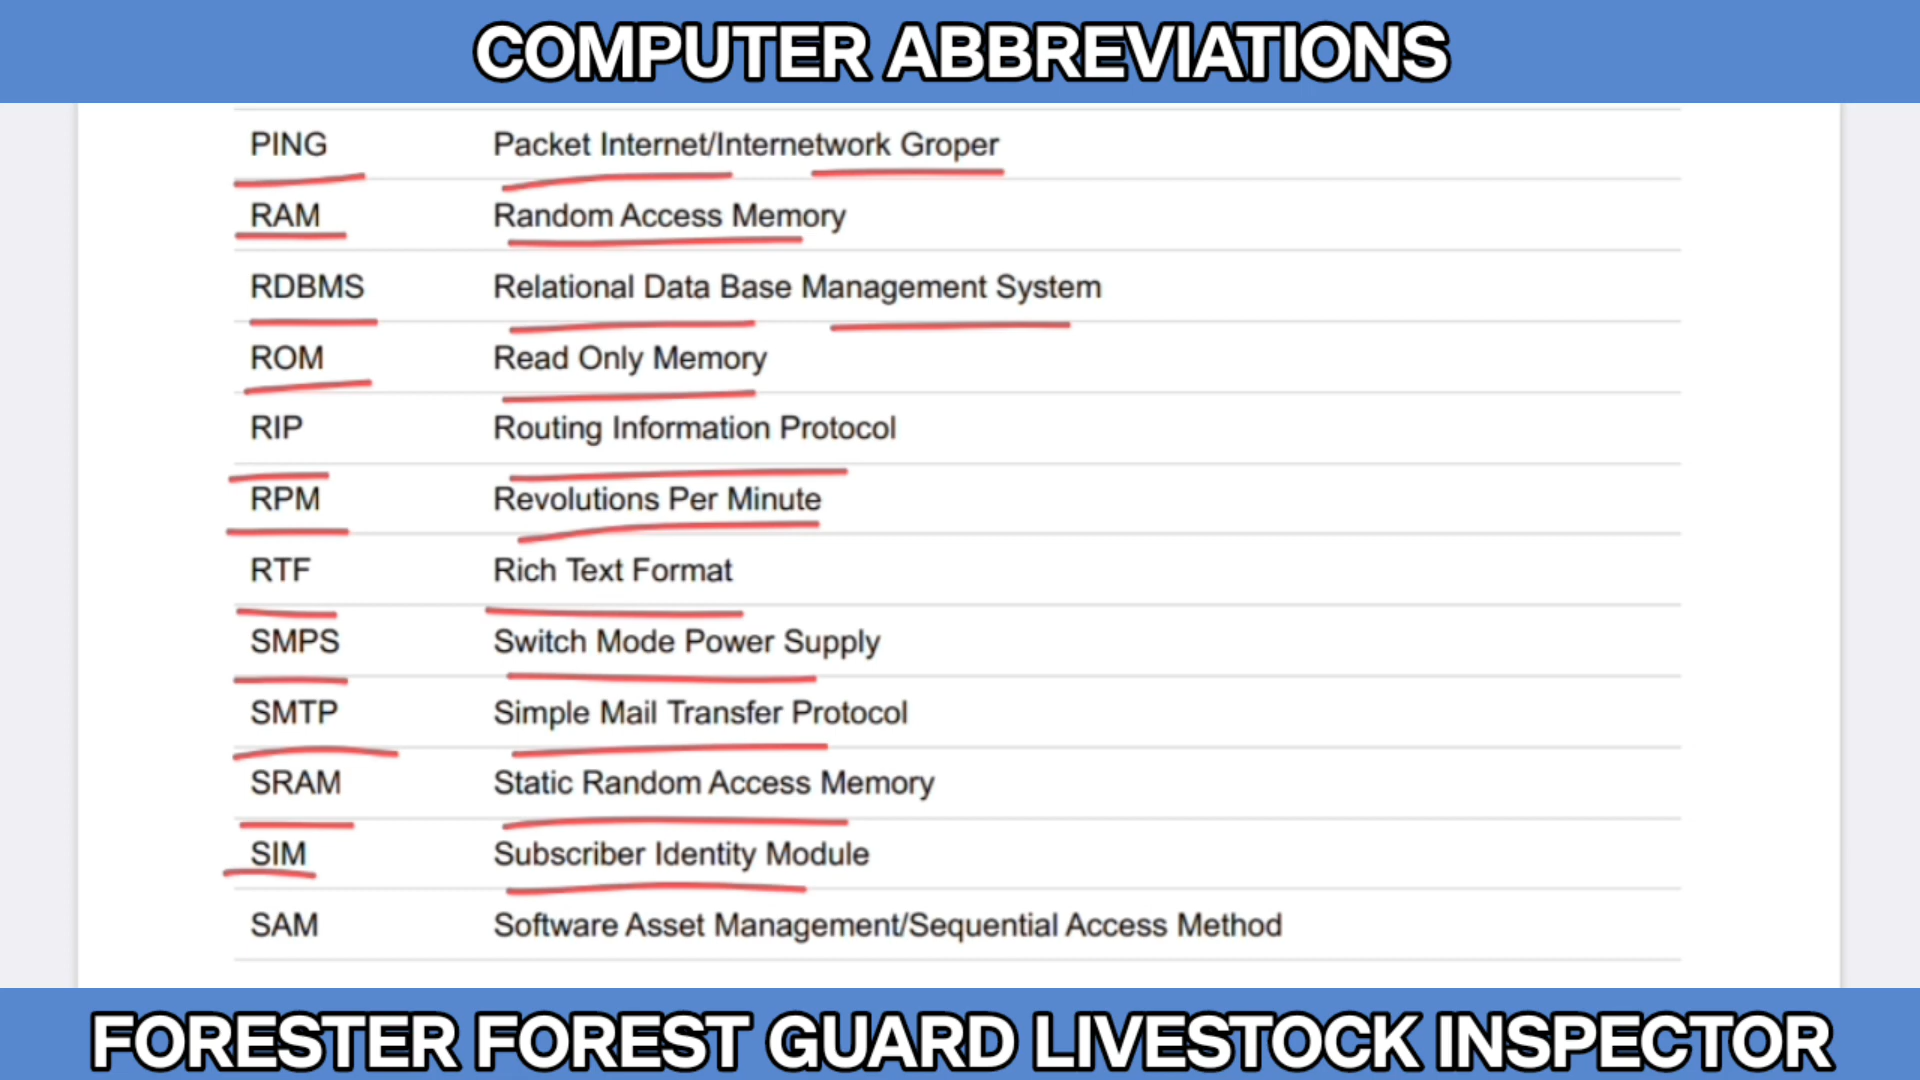 COMPUTER ABBREVIATIONS
PING Packet Internet/Internetwork Groper
RAM Random Access Memory
RDBMS Relational Data Base Management System
ROM Read Only Memory
RIP Routing Information Protocol
RPM Revolutions Per Minute
RTF Rich Text Format
SMPS Switch Mode Power Supply
SMTP Simple Mail Transfer Protocol
SRAM Static Random Access Memory
SIM Subscriber Identity Module
SAM Software Asset Management/Sequential Access Method
FORESTER FOREST GUARD LIVESTOCK INSPECTOR